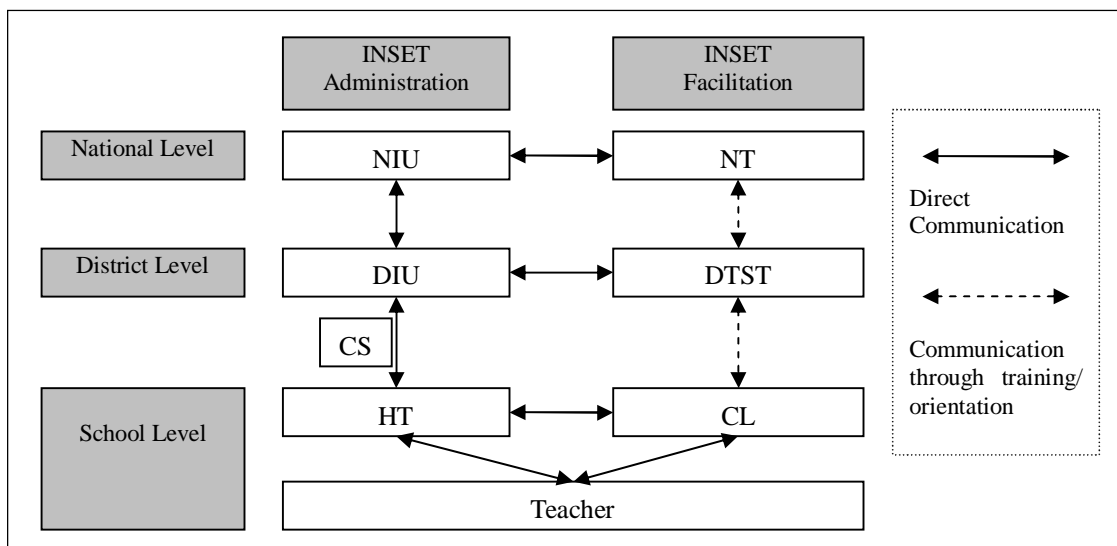 INSET
Administration
INSET
Facilitation
National Level
NIU
NT
Direct
Communication
District Level
DIU
DTST
CS
Communication
through training/
orientation
School Level
HT
CL
Teacher